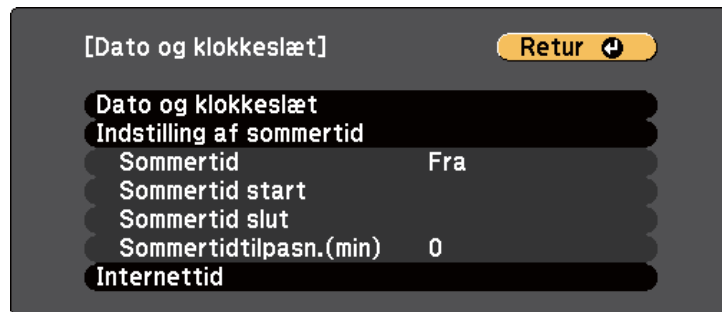 [Dato og klokkeslæt] Retur
Dato og klokkeslæt
Indstilling af sommertid
Sommertid Fra
Sommertid start
Sommertid slut
Sommertidtilpasn.(min) 0
Internettid